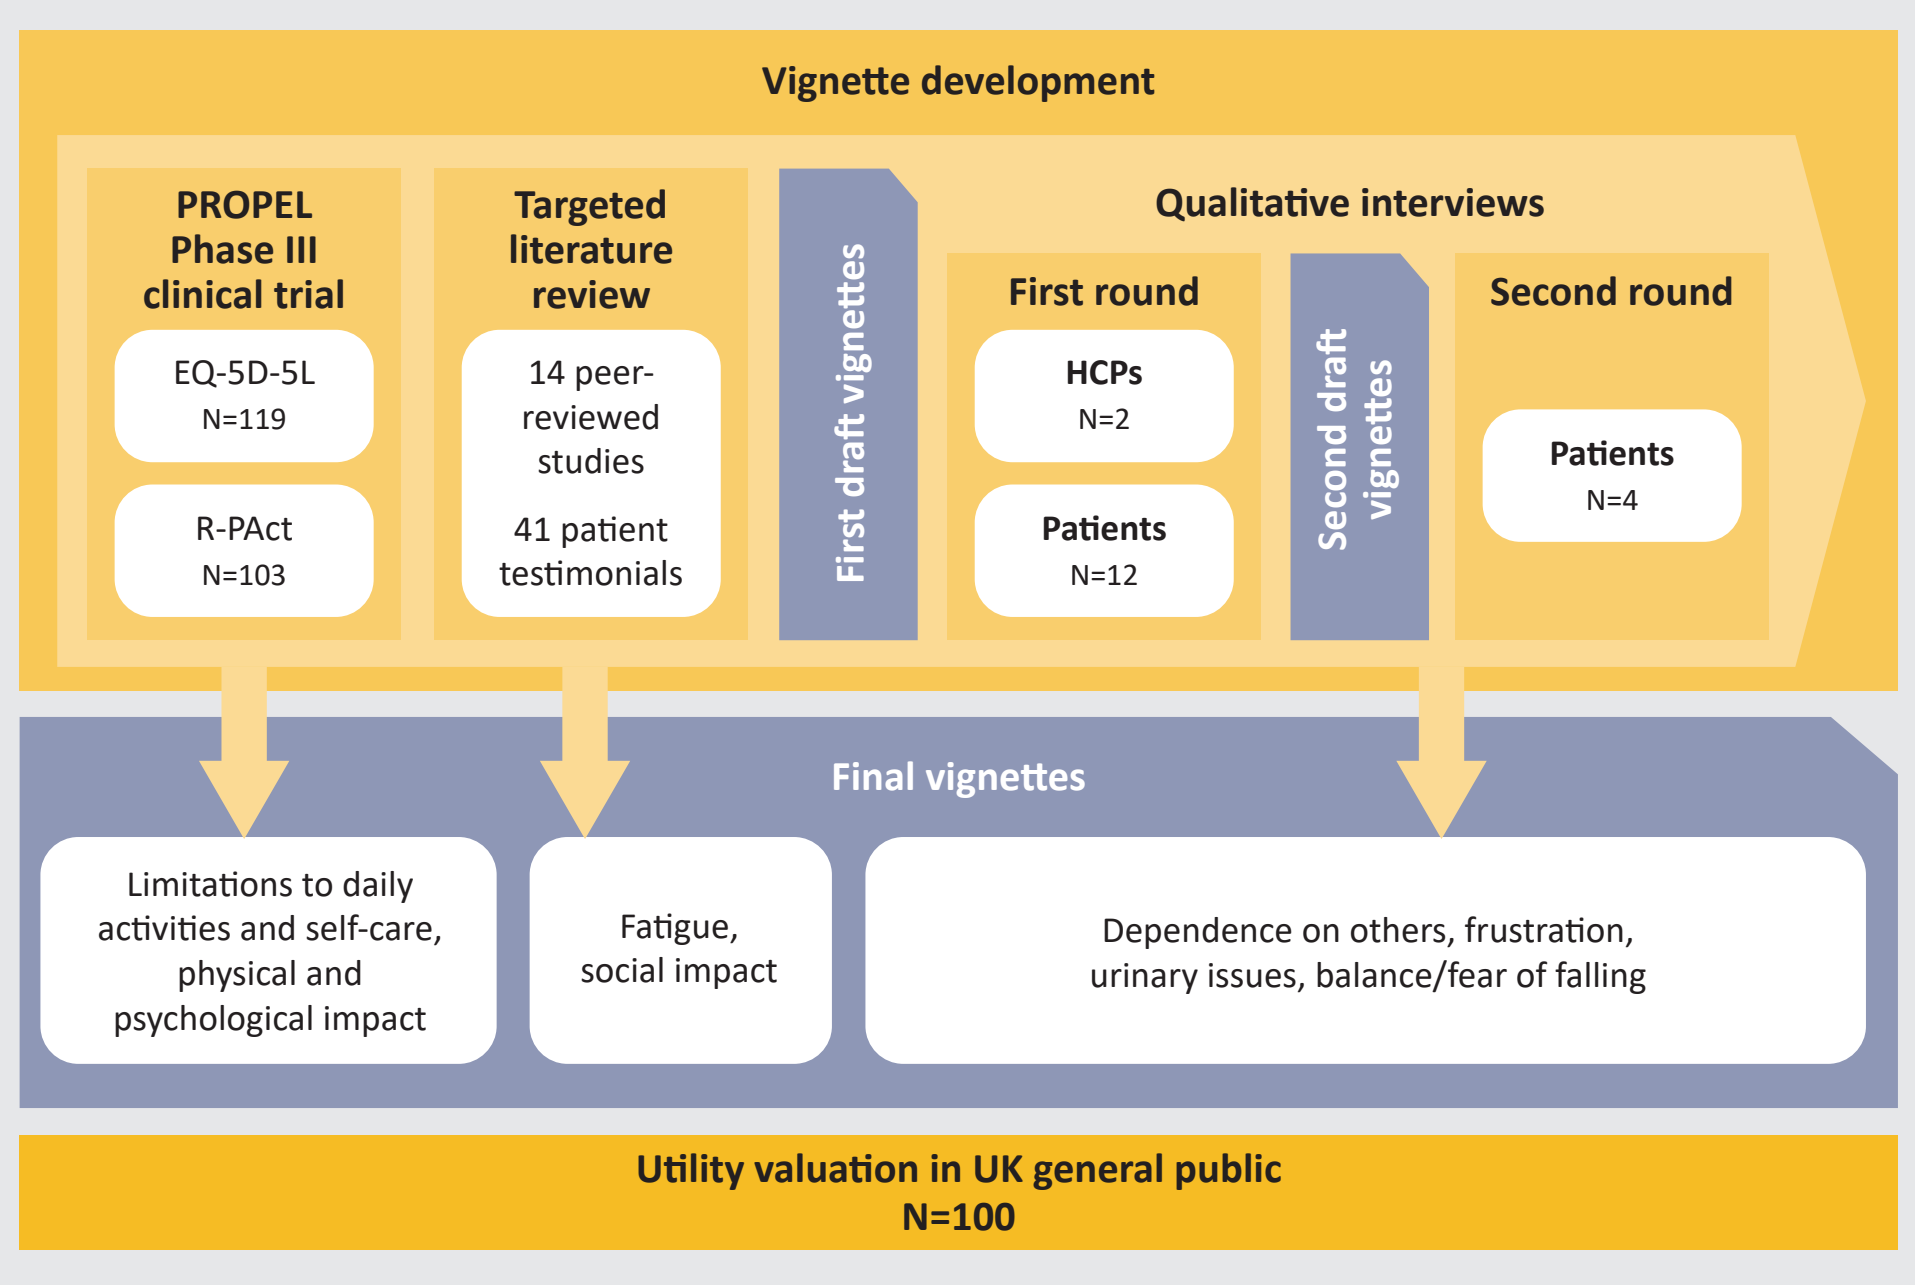 Vignette development
PROPEL
Phase III
clinical trial
EQ-5D-5L
N=119
R-PAct
N=103
Targeted
literature
review
14 peer-
reviewed
studies
41 patient
testimonials
First draft vignettes
Qualitative interviews
First round
HCPs
N=2
Patients
N=12
Second draft
vignettes
Second round
Patients
N=4
Final vignettes
Limitations to daily
activities and self-care,
physical and
psychological impact
Fatigue,
social impact
Dependence on others, frustration,
urinary issues, balance/fear of falling
Utility valuation in UK general public
N=100